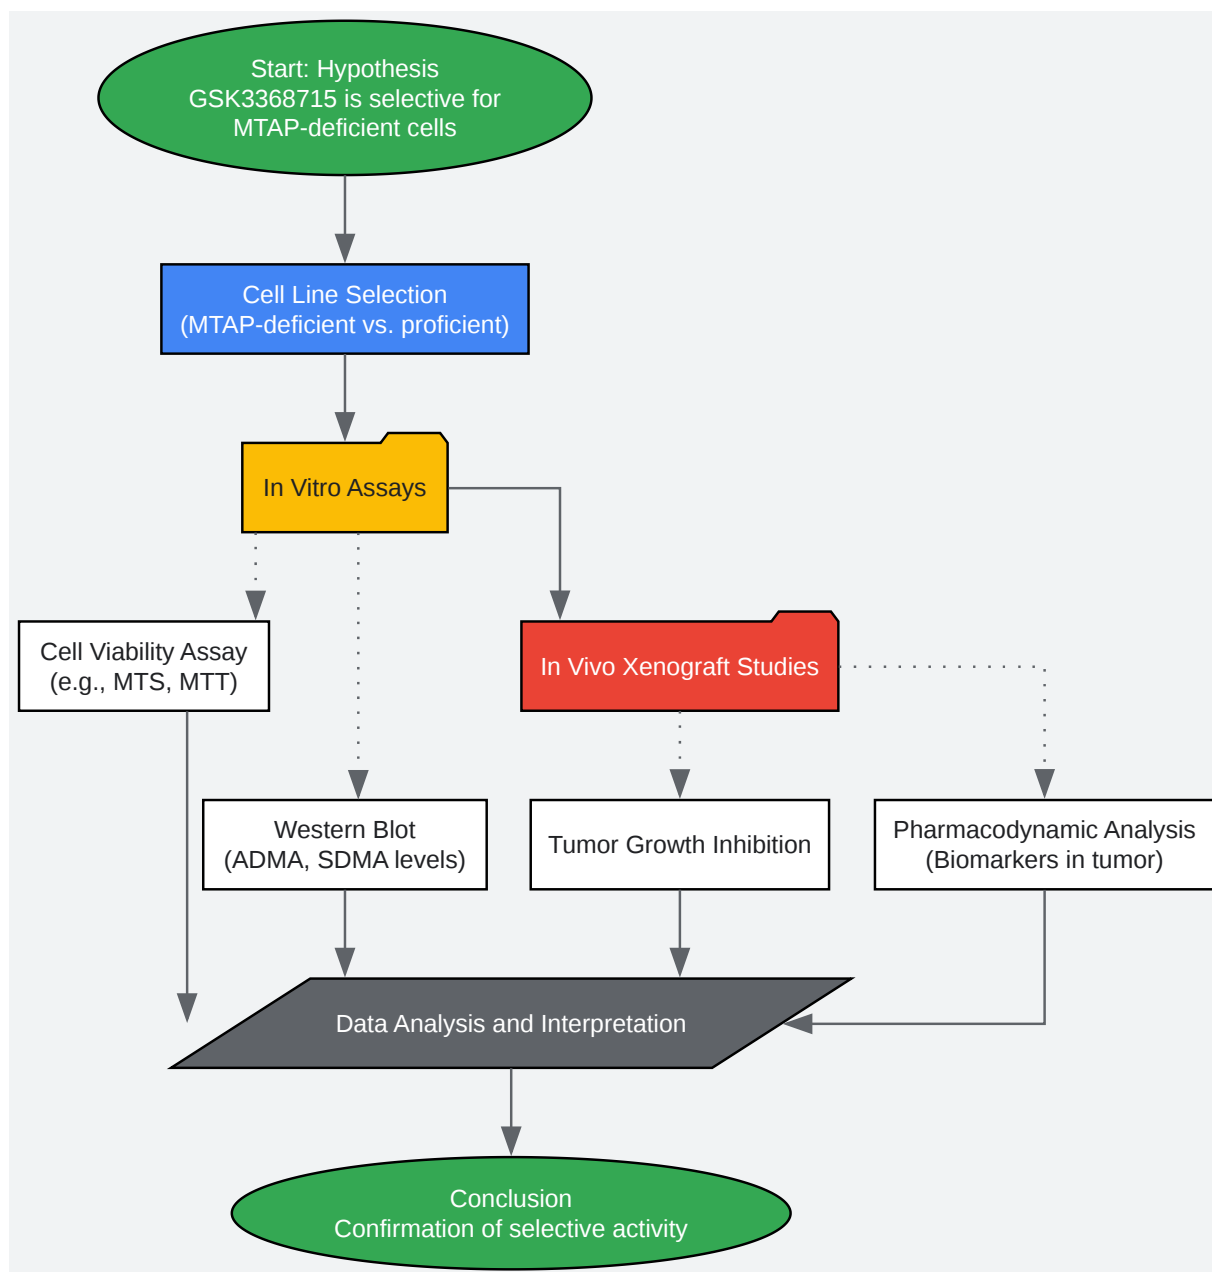 Start: Hypothesis
GSK3368715 is selective for
MTAP-deficient cells
Cell Line Selection
(MTAP-deficient vs. proficient)
In Vitro Assays
Cell Viability Assay
(e.g., MTS, MTT)
In Vivo Xenograft Studies
Western Blot
(ADMA, SDMA levels)
Tumor Growth Inhibition
Pharmacodynamic Analysis
(Biomarkers in tumor)
Data Analysis and Interpretation
Conclusion
Confirmation of selective activity